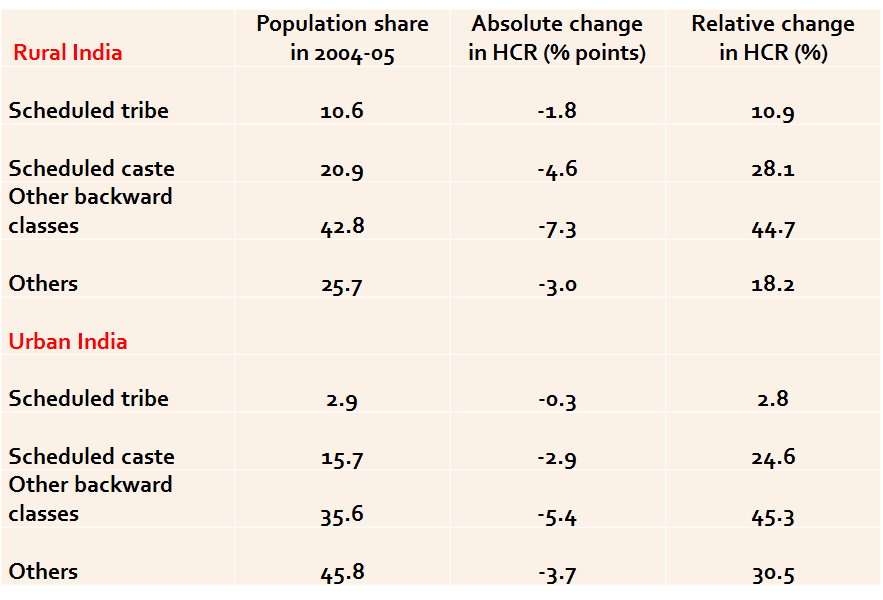 Rural India Population share in 2004-05 Absolute change in HCR (% points) Relative change in HCR (%)
Scheduled tribe 10.6 -1.8 10.9
Scheduled caste 20.9 -4.6 28.1
Other backward
classes 42.8 -7.3 44.7
Others 25.7 -3.0 18.2
Urban India
Scheduled tribe 2.9 -0.3 2.8
Scheduled caste 15.7 -2.9 24.6
Other backward
classes 35.6 -5.4 45.3
Others 45.8 -3.7 30.5